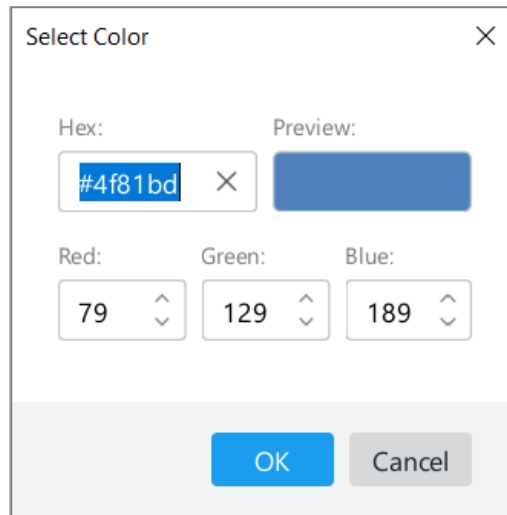 Select Color
Hex: Preview:
#4f81bd
Red: Green: Blue:
79 129 189
OK Cancel